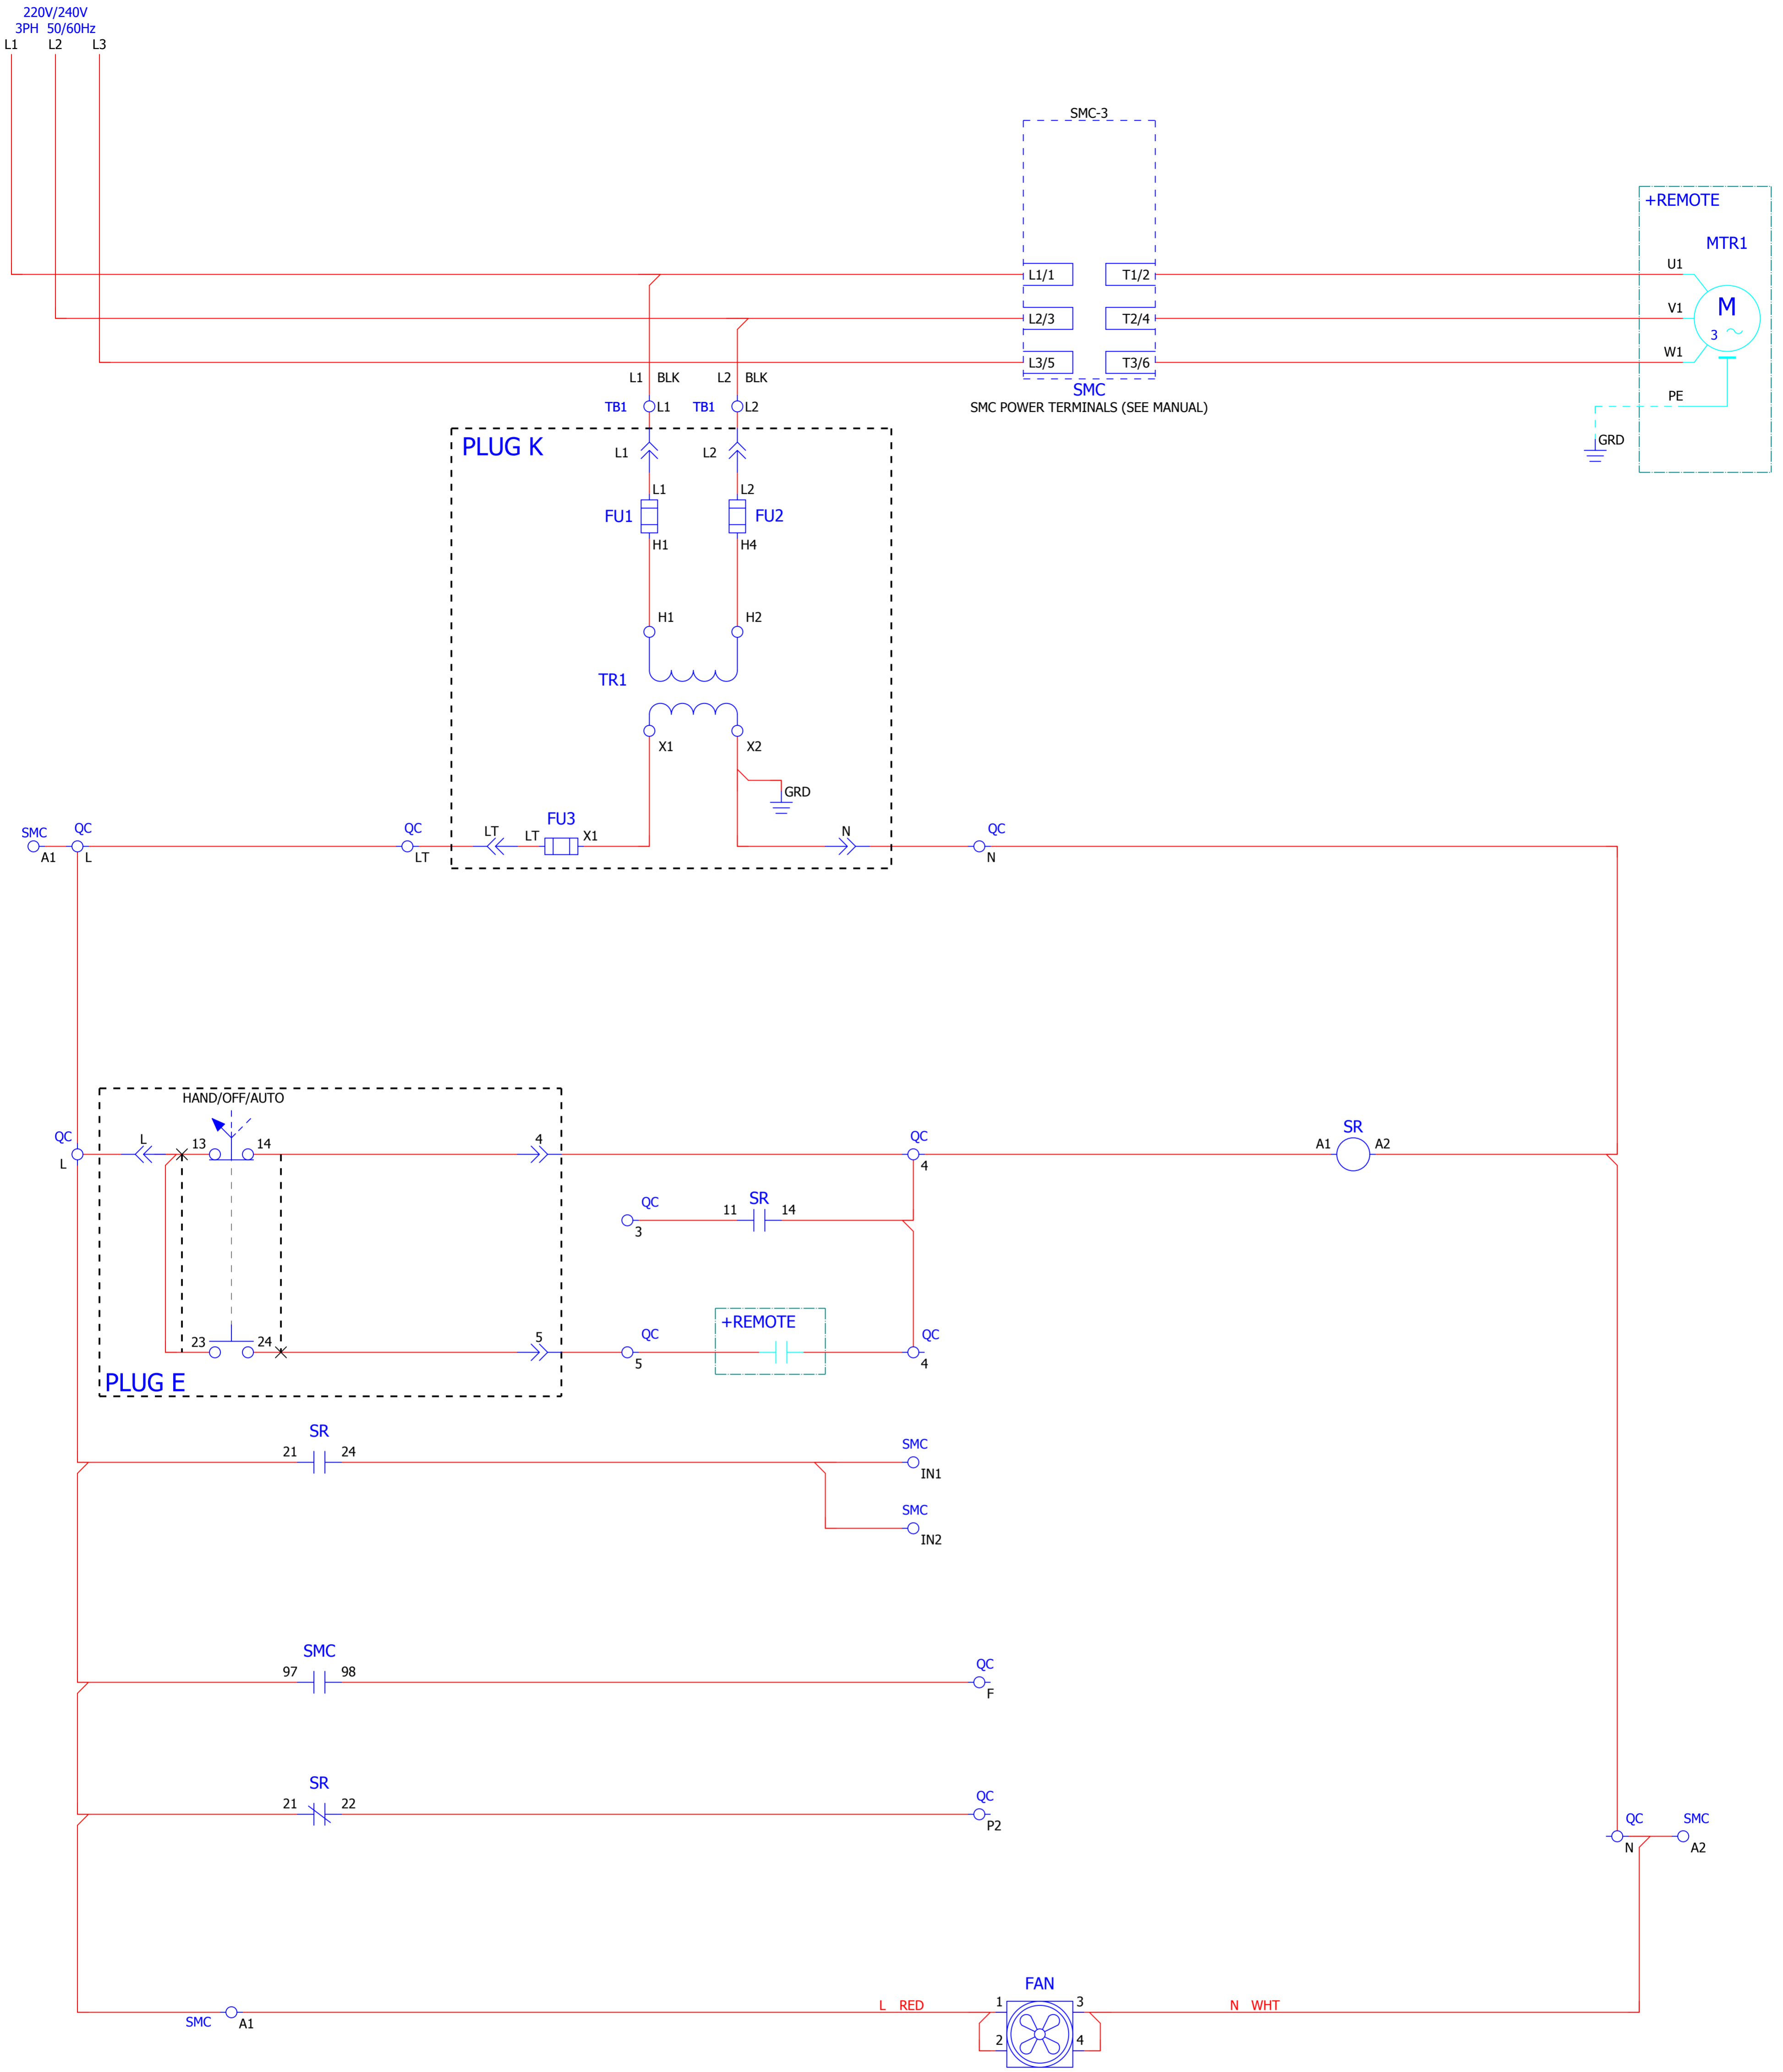 220V/240V
3PH 50/60Hz
L1 L2 L3
SMC-3
+REMOTE
MTR1
L1/1 T1/2 U1
L2/3 T2/4 V1
M
3
L3/5 T3/6 W1
L1 BLK L2 BLK
SMC
PE
TB1 L1 TB1 L2
SMC POWER TERMINALS (SEE MANUAL)
GRD
PLUG K
L1 L2
L1 L2
FU1 FU2
H1 H4
H1 H2
TR1
X1 X2
GRD
FU3
SMC QC QC LT LT X1 N QC
A1 L LT N
HAND/OFF/AUTO
QC L 13 14 4 QC SR
A1 A2
L 4
QC SR
11 14
3
+REMOTE
23 24 5 QC QC
5 4
PLUG E
SR
21 24 SMC
IN1
SMC
IN2
SMC
97 98 QC
F
SR
21 22 QC
P2
QC SMC
N A2
FAN
L RED 1 3 N WHT
SMC A1
2 4